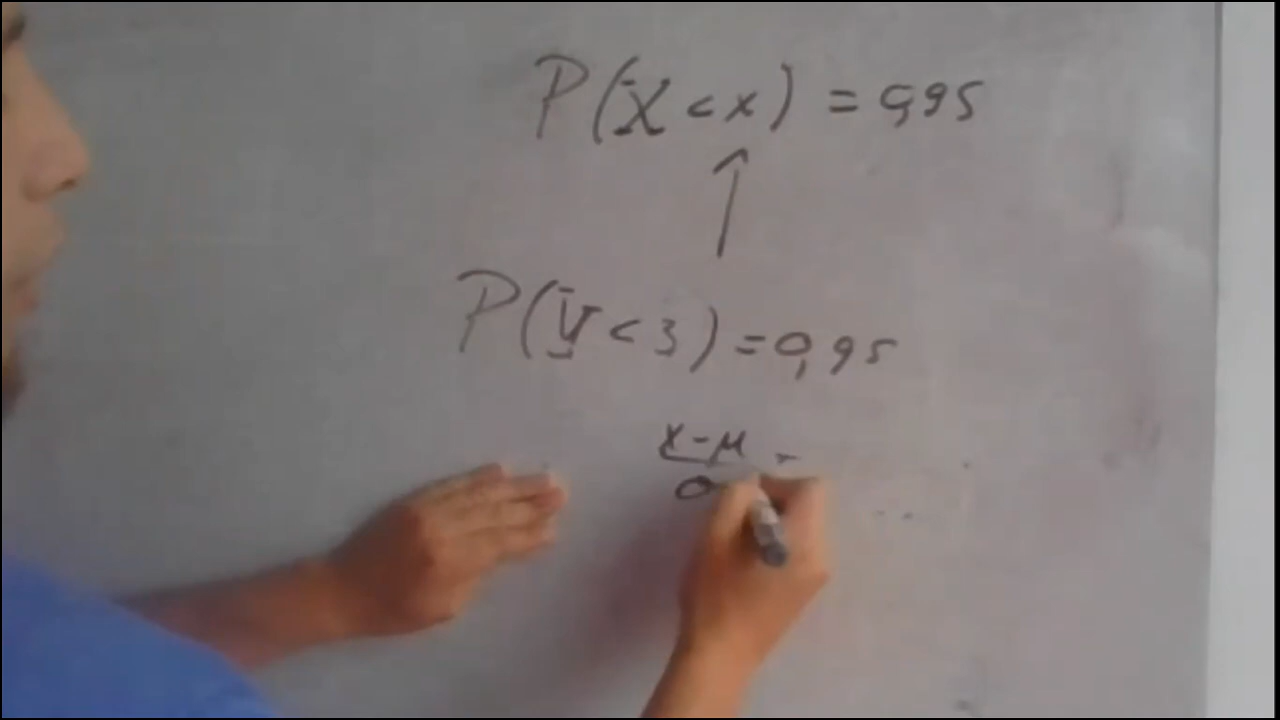 P(X < x) = 0,95
↑
P(Y < 3) = 0,95
x-μ
σ
=